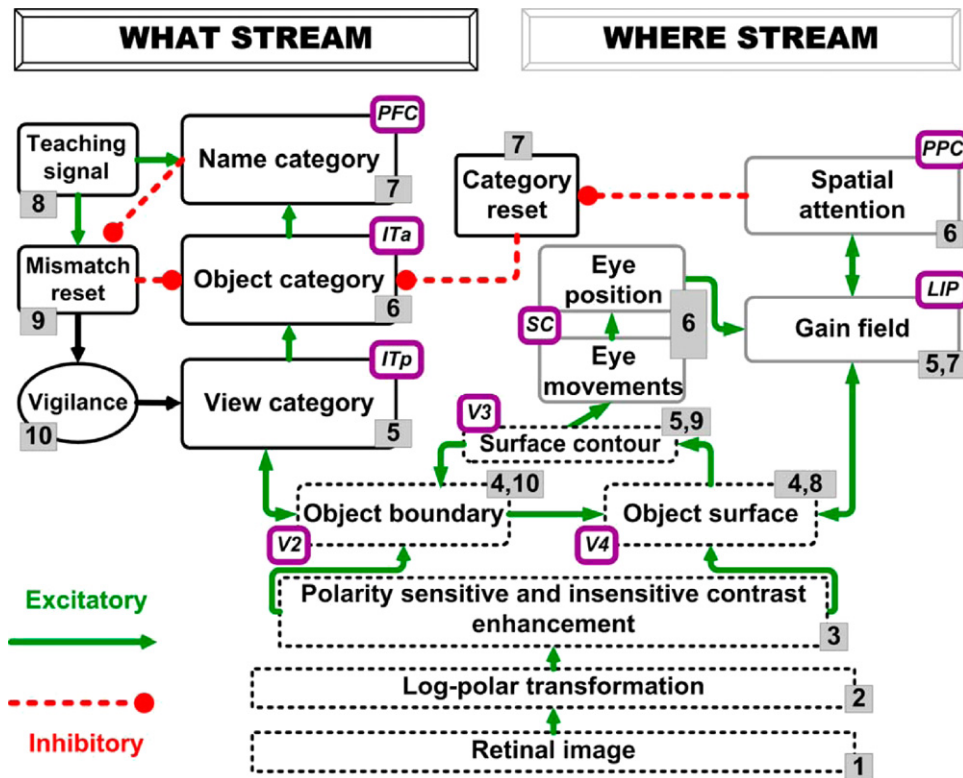 WHAT STREAM
WHERE STREAM
PFC
Teaching
signal
8
Name category
7
7
Category
reset
PPC
Spatial
attention
6
ITa
Mismatch
reset
9
Object category
6
Eye
position
SC
6
Eye
movements
LIP
Gain field
5,7
ITp
Vigilance
10
View category
5
V3
5,9
Surface contour
4,10
Object boundary
V2
4,8
Object surface
V4
Polarity sensitive and insensitive contrast
enhancement
3
Log-polar transformation
2
Retinal image
1
Excitatory
Inhibitory